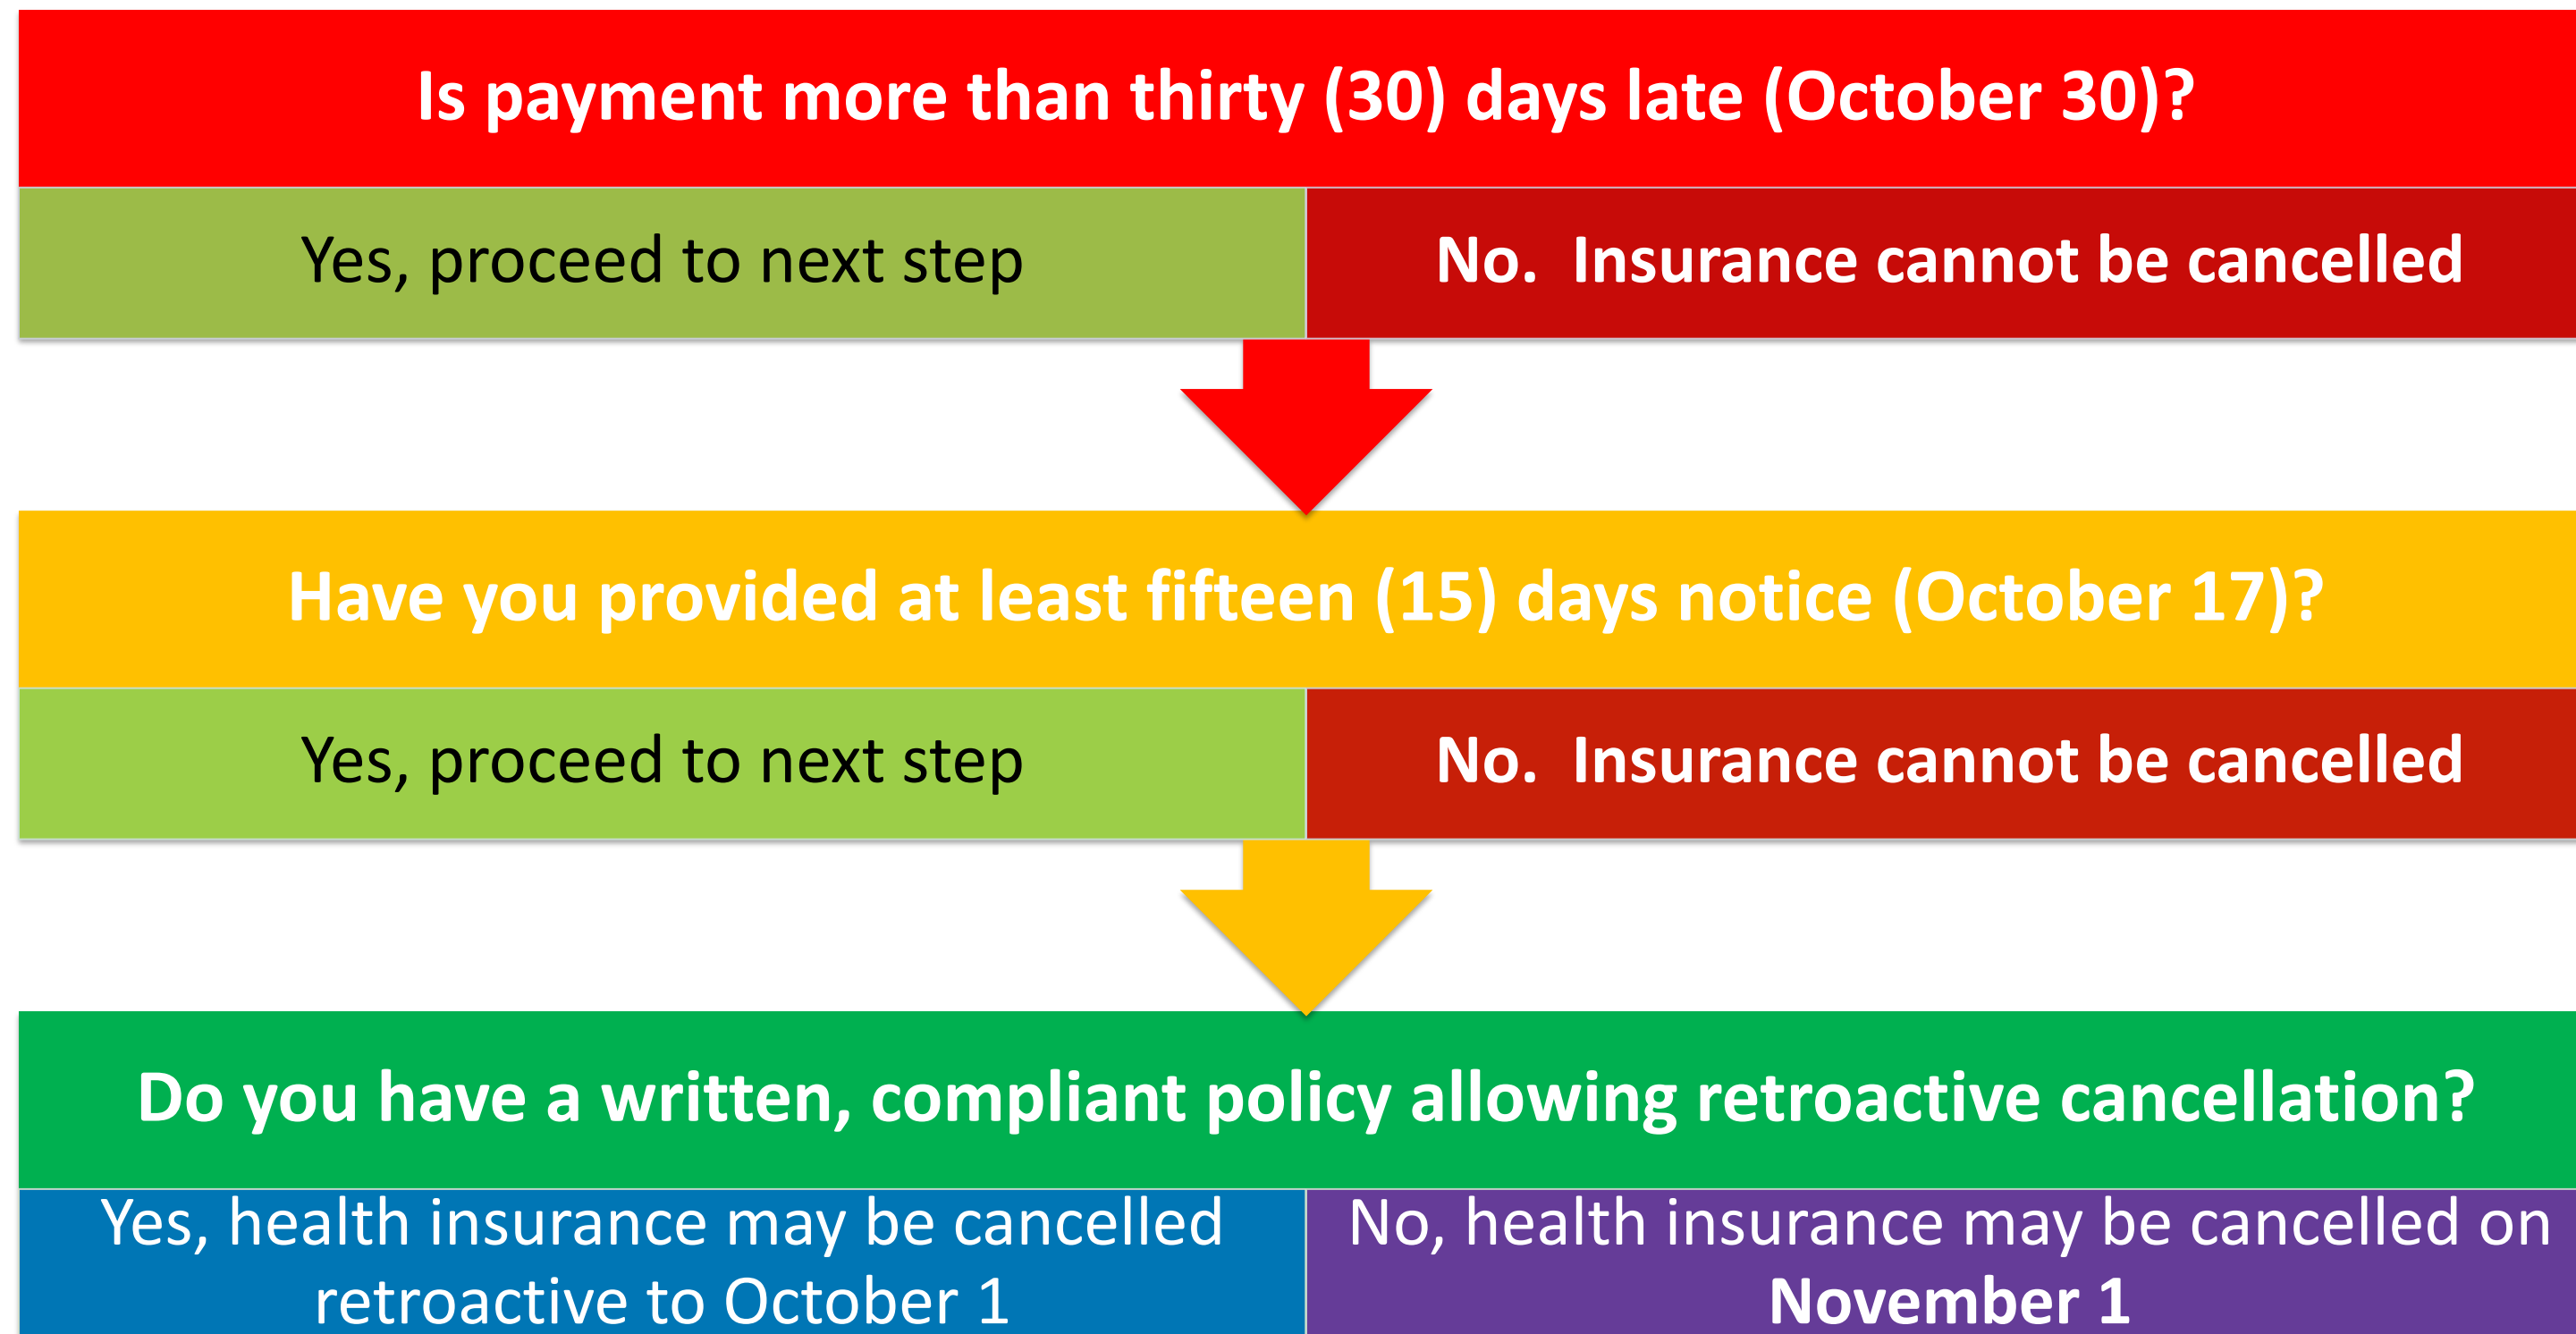 Is payment more than thirty (30) days late (October 30)?
Yes, proceed to next step
No.  Insurance cannot be cancelled
Have you provided at least fifteen (15) days notice (October 17)?
Yes, proceed to next step
No.  Insurance cannot be cancelled
Do you have a written, compliant policy allowing retroactive cancellation?
Yes, health insurance may be cancelled
retroactive to October 1
No, health insurance may be cancelled on
November 1